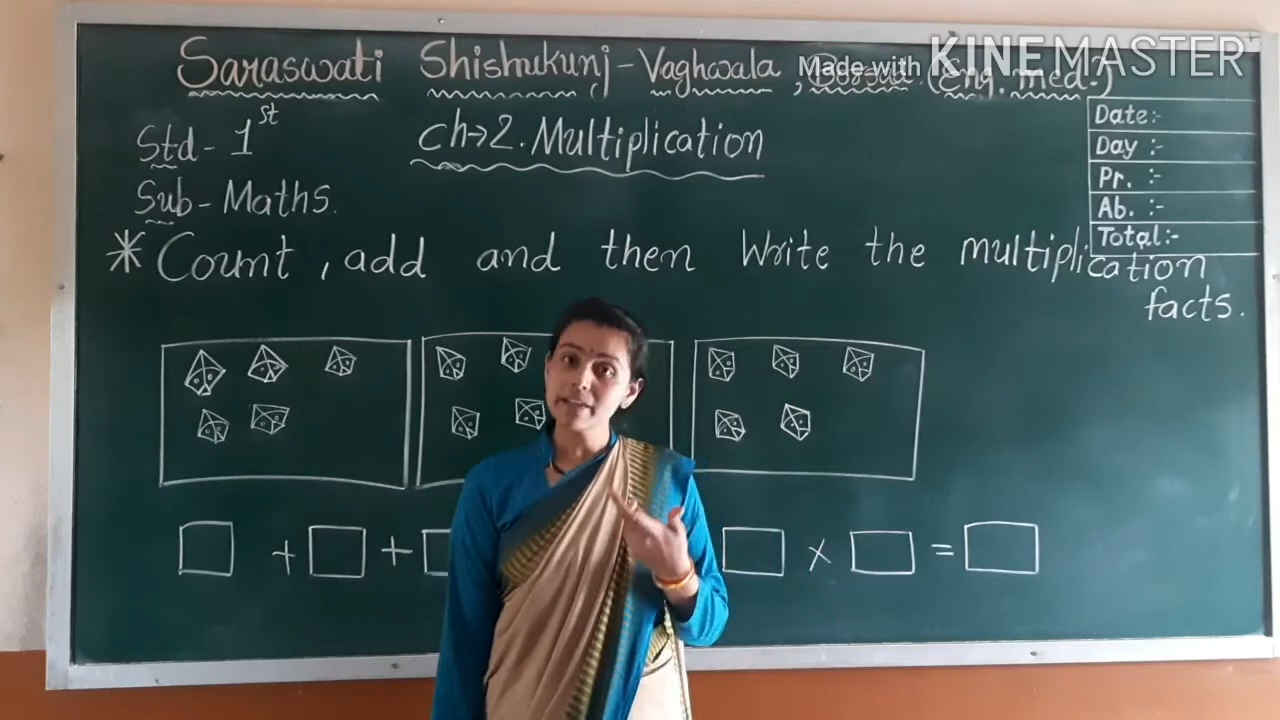 Saraswati Shishukunj - Vaghwala, (Eng. med.)
Made with KINEMASTER
Std - 1st
ch→2. Multiplication
Sub - Maths.
Date:-
Day :-
Pr. :-
Ab. :-
Total:-
* Count, add and then Write the multiplication
facts.
+ + × =